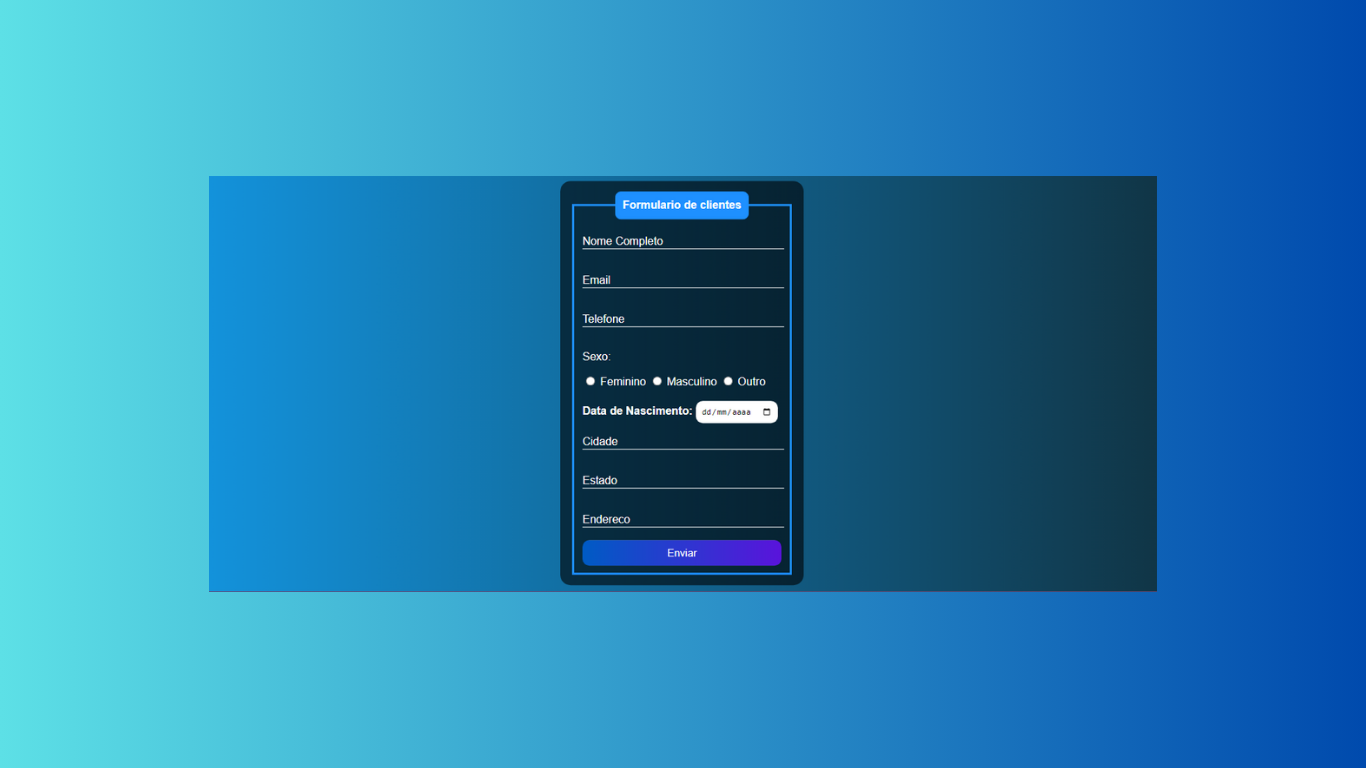 Formulario de clientes
Nome Completo
Email
Telefone
Sexo:
Feminino Masculino Outro
Data de Nascimento: dd/mm/aaaa
Cidade
Estado
Endereco
Enviar